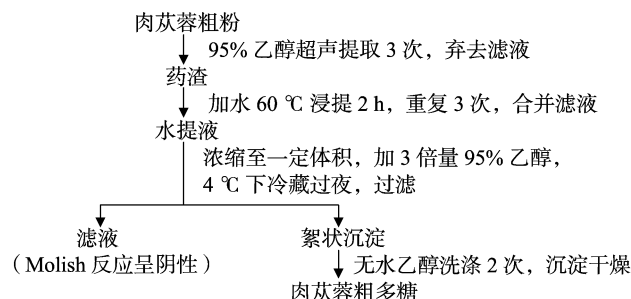 肉苁蓉粗粉
95% 乙醇超声提取 3 次，弃去滤液
药渣
加水 60 ℃ 浸提 2 h，重复 3 次，合并滤液
水提液
浓缩至一定体积，加 3 倍量 95% 乙醇，
4 ℃ 下冷藏过夜，过滤
滤液
（Molish 反应呈阴性）
絮状沉淀
无水乙醇洗涤 2 次，沉淀干燥
肉苁蓉粗多糖